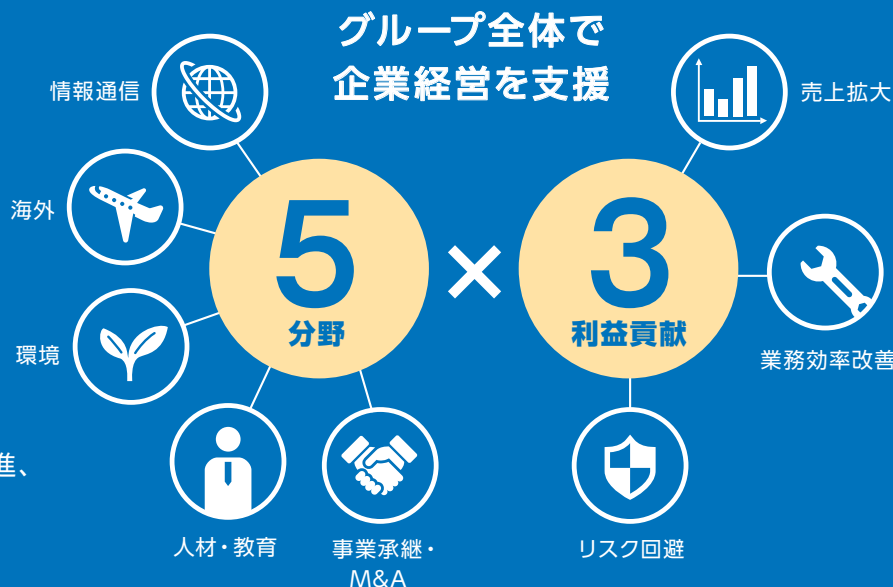 グループ全体で
企業経営を支援
情報通信
海外
環境
人材・教育
事業承継・
M&A
5
分野
×
3
利益貢献
売上拡大
業務効率改善
リスク回避
進、